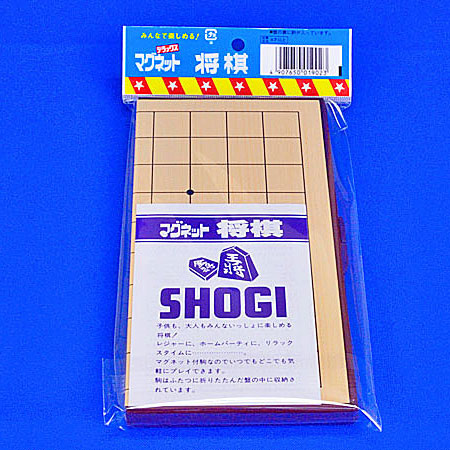 みんなで楽しめる!
デラックス
マグネット 将棋
4 907650 019023
マグネット 将棋
王将
SHOGI
子供も、大人もみんないっしょに楽しめる
将棋!
レジャーに、ホームパーティに、リラック
スタイムに……………………。
マグネット付駒なのでいつでもどこでも気
軽にプレイできます。
駒はふたつに折りたたんだ盤の中に収納さ
れています。